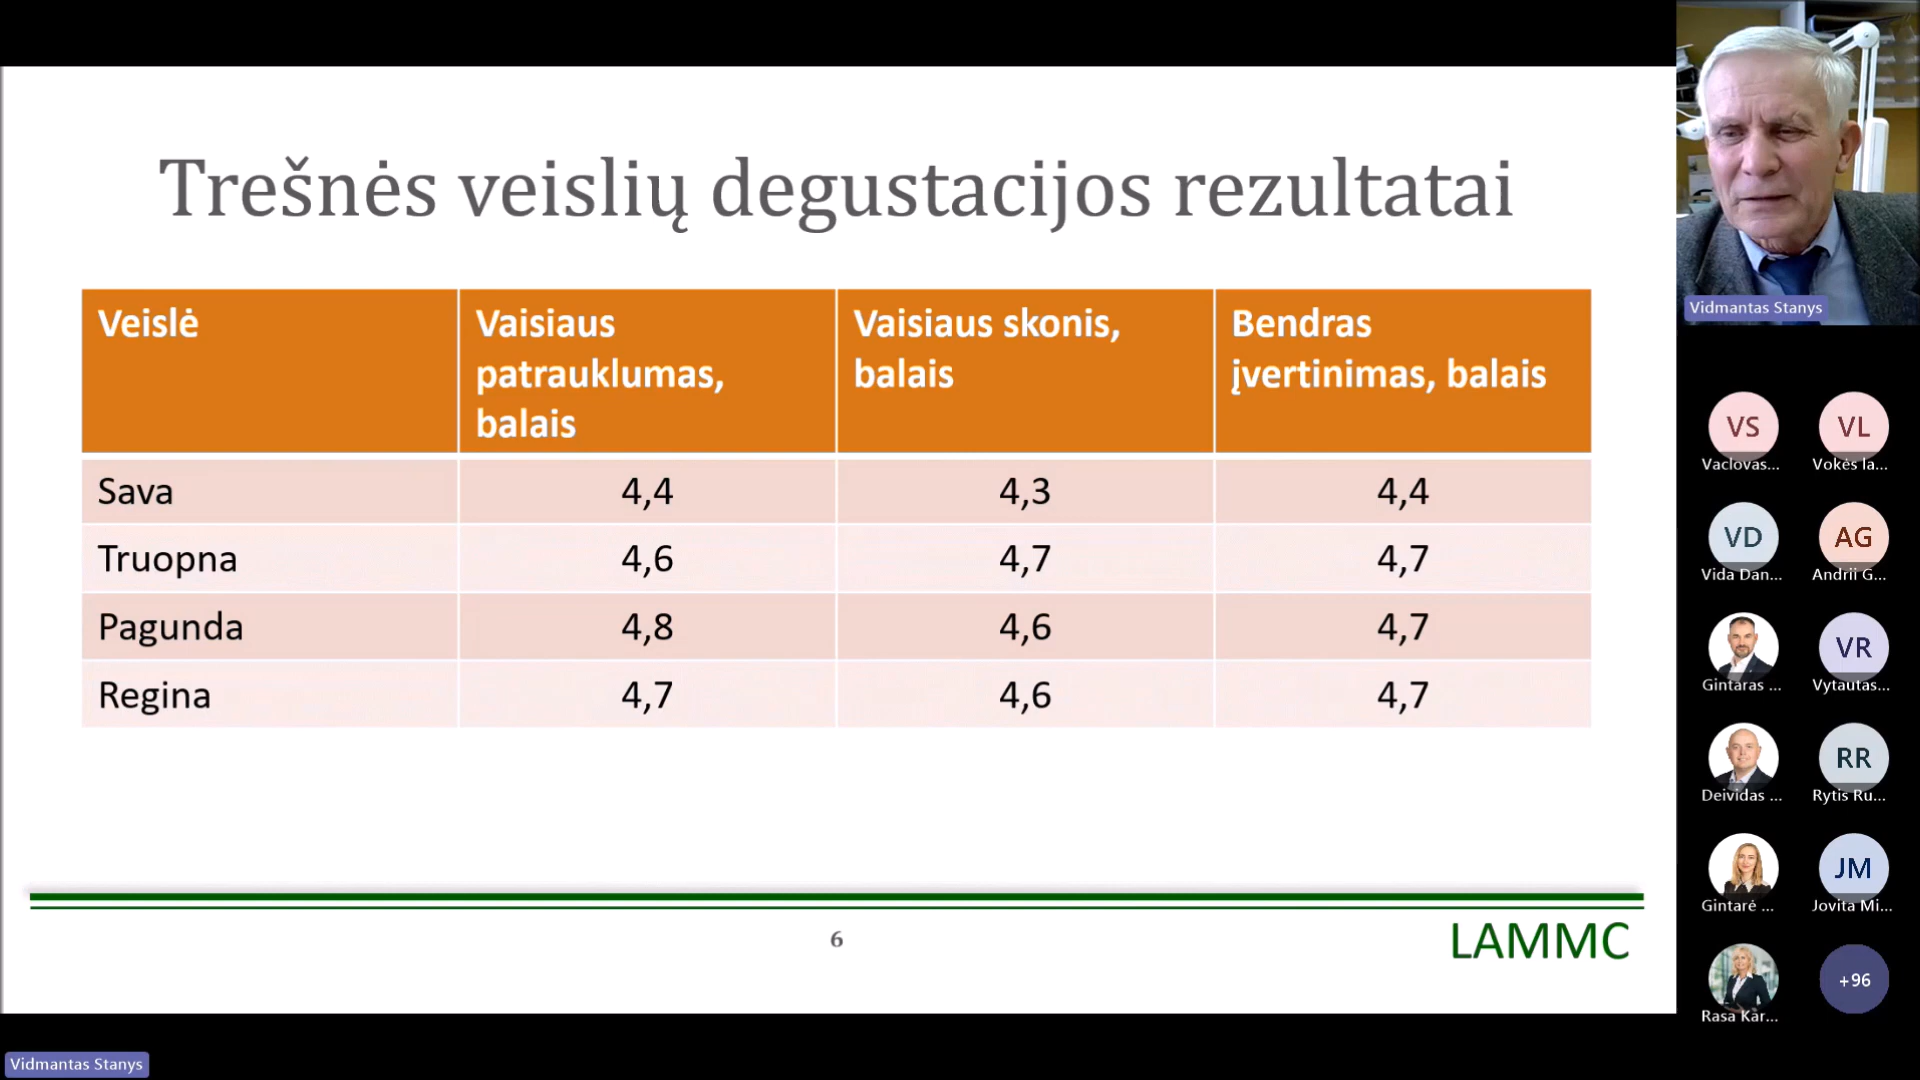 Trešnės veislių degustacijos rezultatai
Veislė
Vaisiaus
patrauklumas,
balais
Vaisiaus skonis,
balais
Bendras
įvertinimas, balais
Sava 4,4 4,3 4,4
Truopna 4,6 4,7 4,7
Pagunda 4,8 4,6 4,7
Regina 4,7 4,6 4,7
6
LAMMC
Vidmantas Stanys
Vidmantas Stanys
VS VL
Vaclovas... Vokės la...
VD AG
Vida Dan... Andrii G...
VR
Gintaras ... Vytautas...
RR
Deividas ... Rytis Ru...
JM
Gintarė ... Jovita Mi...
+96
Rasa Kar...